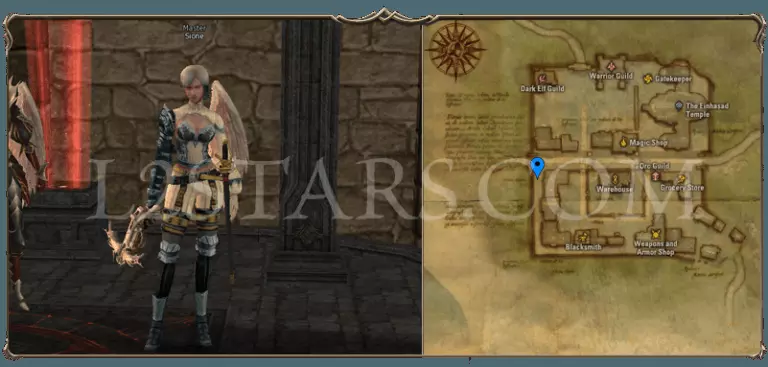 Master
Sione
L2STARS.COM
Dark Elf Guild
Warrior Guild
Gatekeeper
The Einhasad
Temple
Magic Shop
Orc Guild
Warehouse
Grocery Store
Blacksmith
Weapons and
Armor Shop